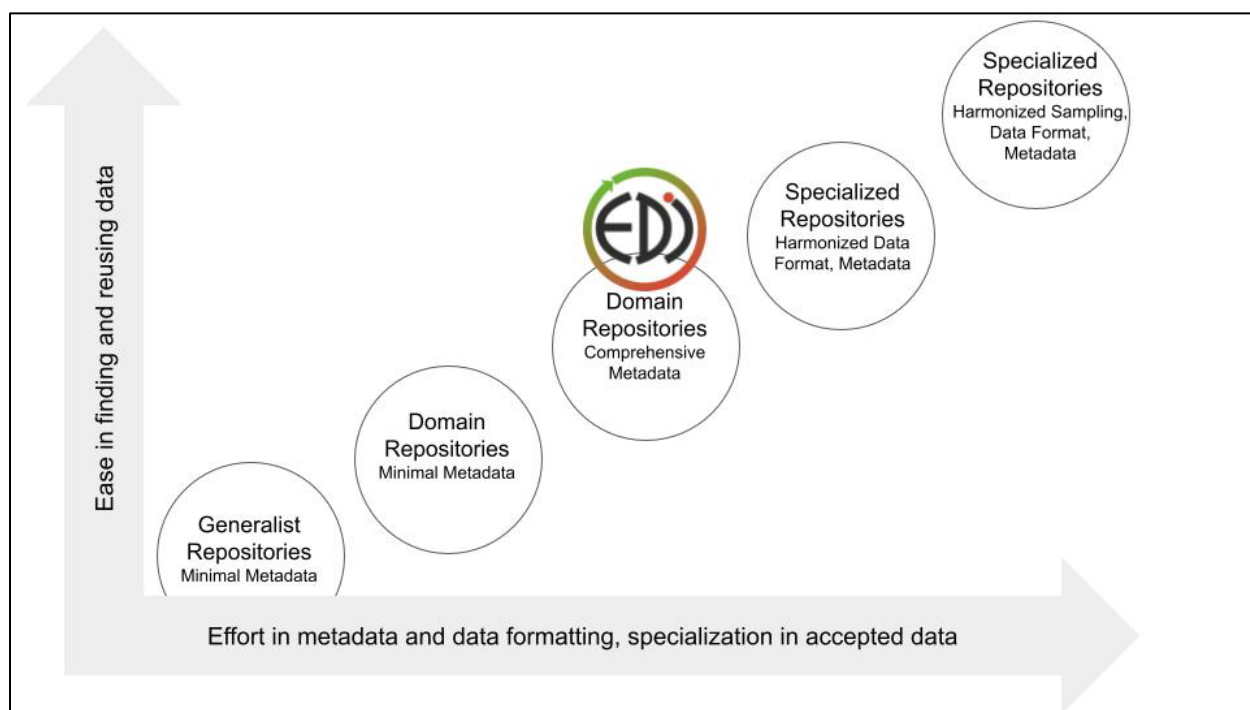 Specialized
Repositories
Harmonized Sampling,
Data Format,
Metadata
Specialized
Repositories
Harmonized Data
Format, Metadata
EDI
Domain
Repositories
Comprehensive
Metadata
Domain
Repositories
Minimal Metadata
Generalist
Repositories
Minimal Metadata
Ease in finding and reusing data
Effort in metadata and data formatting, specialization in accepted data